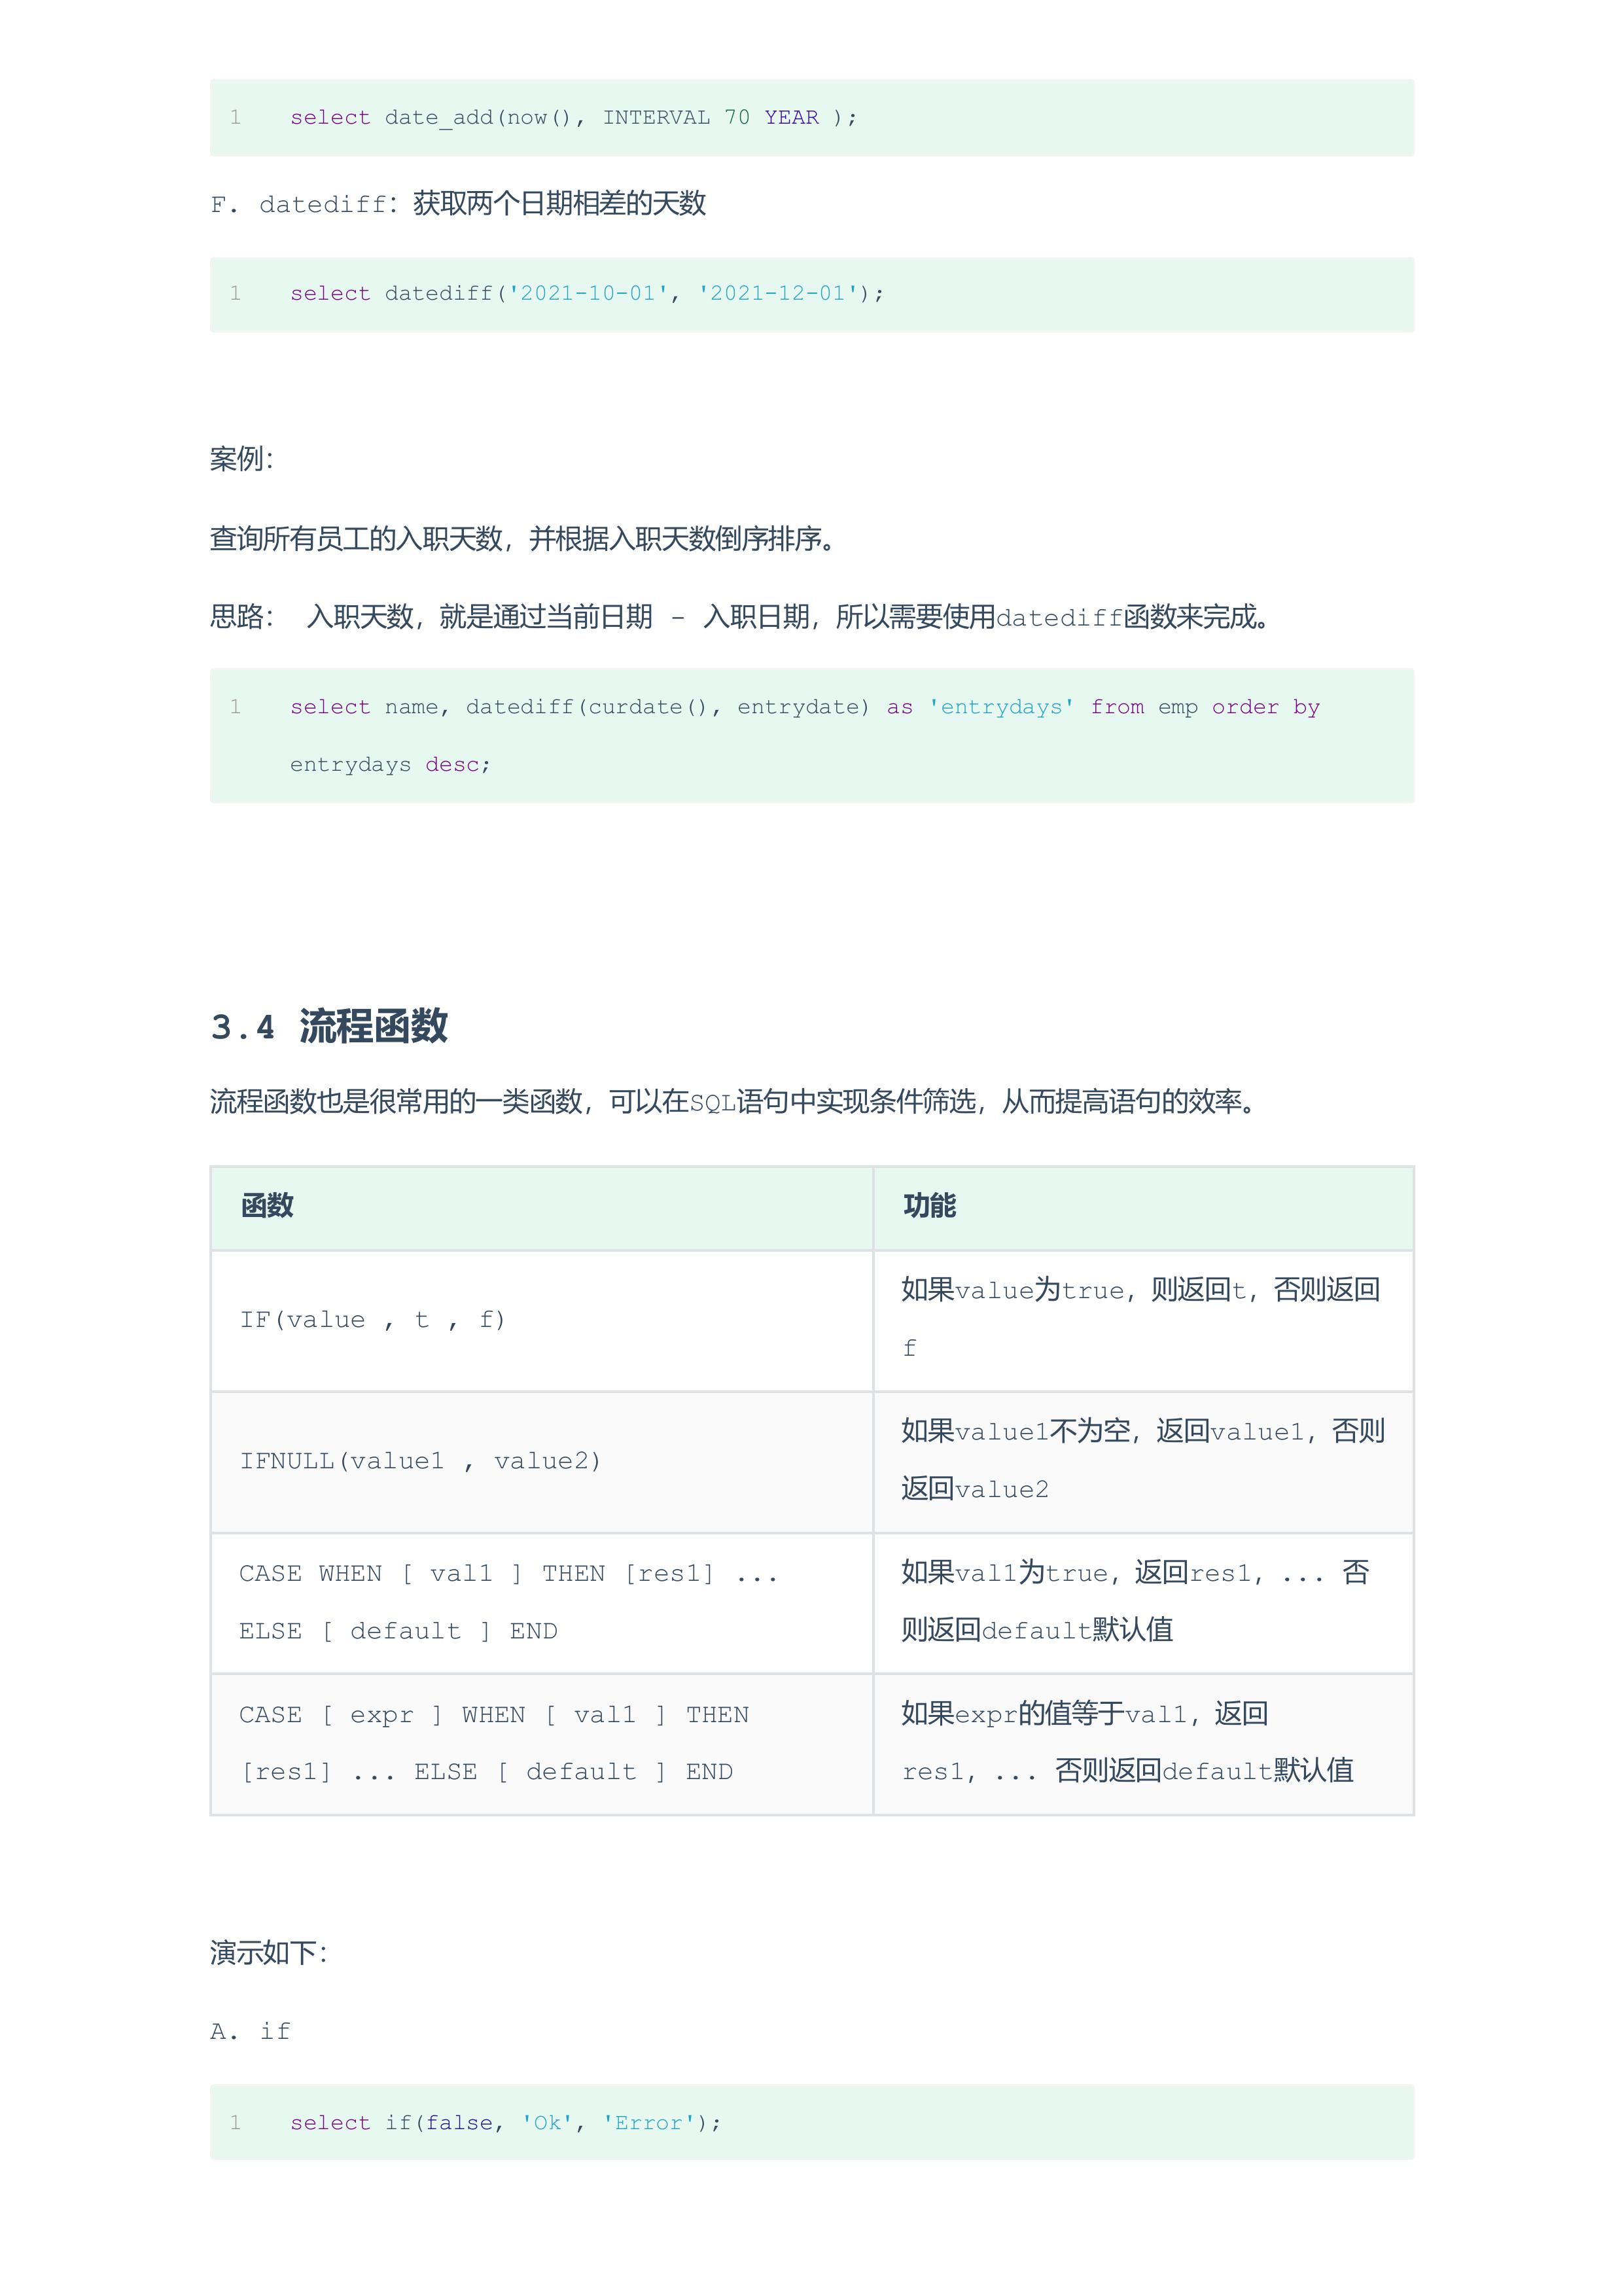 1 select date_add(now(), INTERVAL 70 YEAR );
F. datediff：获取两个日期相差的天数
1 select datediff('2021-10-01', '2021-12-01');
案例：
查询所有员工的入职天数，并根据入职天数倒序排序。
思路： 入职天数，就是通过当前日期 - 入职日期，所以需要使用datediff函数来完成。
1 select name, datediff(curdate(), entrydate) as 'entrydays' from emp order by
entrydays desc;
3.4 流程函数
流程函数也是很常用的一类函数，可以在SQL语句中实现条件筛选，从而提高语句的效率。
函数 功能
IF(value , t , f) 如果value为true，则返回t，否则返回
f
IFNULL(value1 , value2) 如果value1不为空，返回value1，否则
返回value2
CASE WHEN [ val1 ] THEN [res1] ... 如果val1为true，返回res1，... 否
ELSE [ default ] END 则返回default默认值
CASE [ expr ] WHEN [ val1 ] THEN 如果expr的值等于val1，返回
[res1] ... ELSE [ default ] END res1，... 否则返回default默认值
演示如下：
A. if
1 select if(false, 'Ok', 'Error');